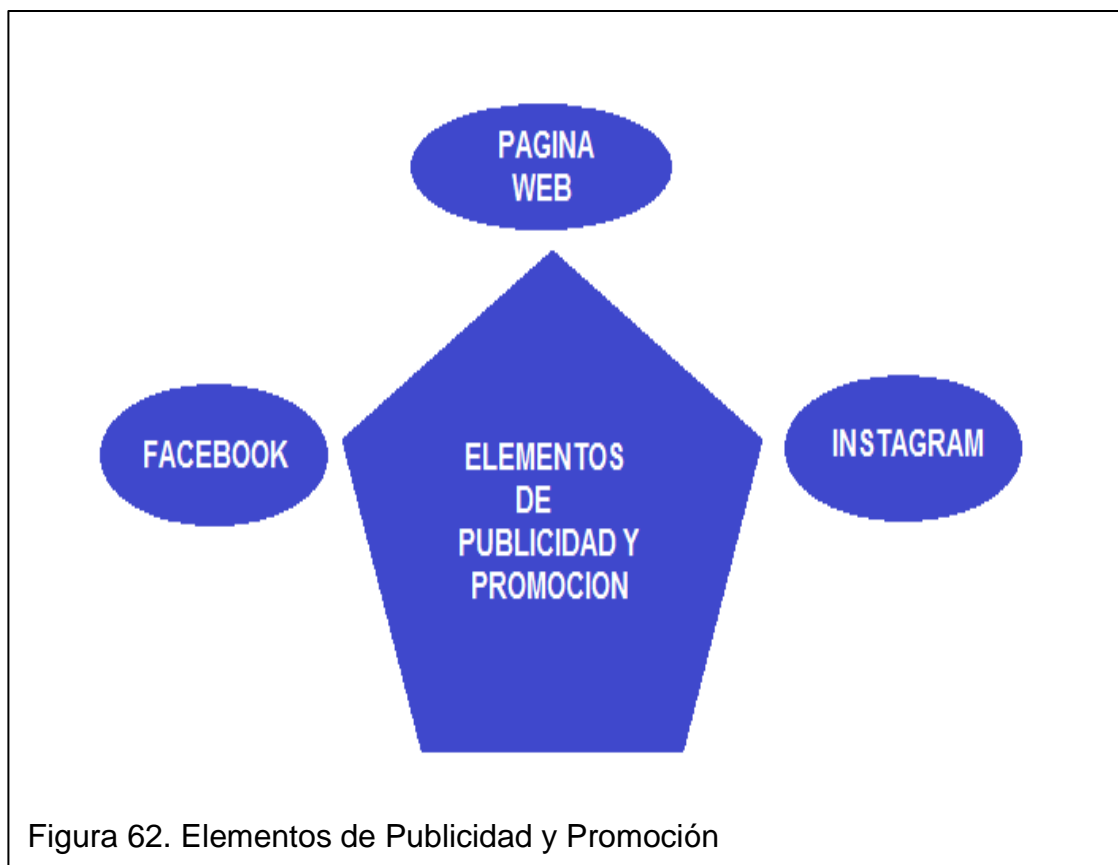 PAGINA
WEB
FACEBOOK
INSTAGRAM
ELEMENTOS
DE
PUBLICIDAD Y
PROMOCION
Figura 62. Elementos de Publicidad y Promoción